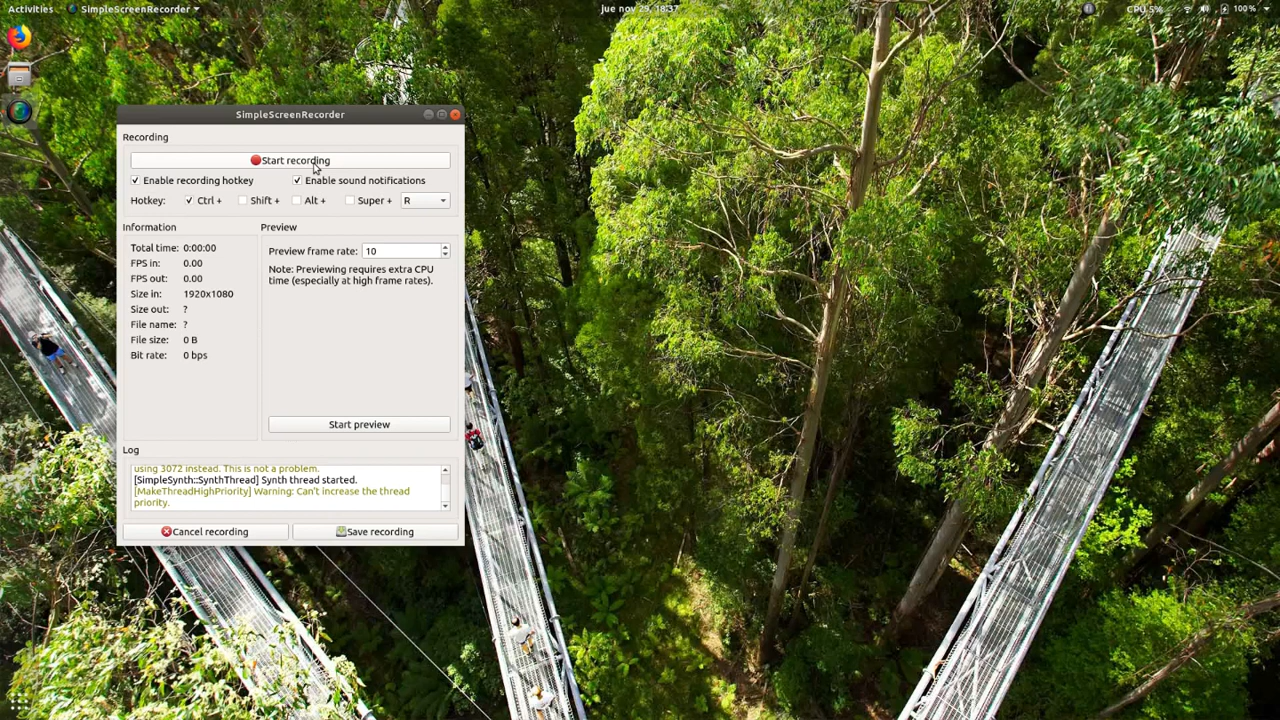 Activities SimpleScreenRecorder jue nov 29, 18:37 CPU 5% 100 %
SimpleScreenRecorder
Recording
Start recording
Enable recording hotkey Enable sound notifications
Hotkey: Ctrl + Shift + Alt + Super + R
Information Preview
Total time: 0:00:00
Preview frame rate: 10
FPS in: 0.00
Note: Previewing requires extra CPU
time (especially at high frame rates).
FPS out: 0.00
Size in: 1920x1080
Size out: ?
File name: ?
File size: 0 B
Bit rate: 0 bps
Start preview
Log
using 3072 instead. This is not a problem.
[SimpleSynth::SynthThread] Synth thread started.
[MakeThreadHighPriority] Warning: Can't increase the thread
priority.
Cancel recording Save recording